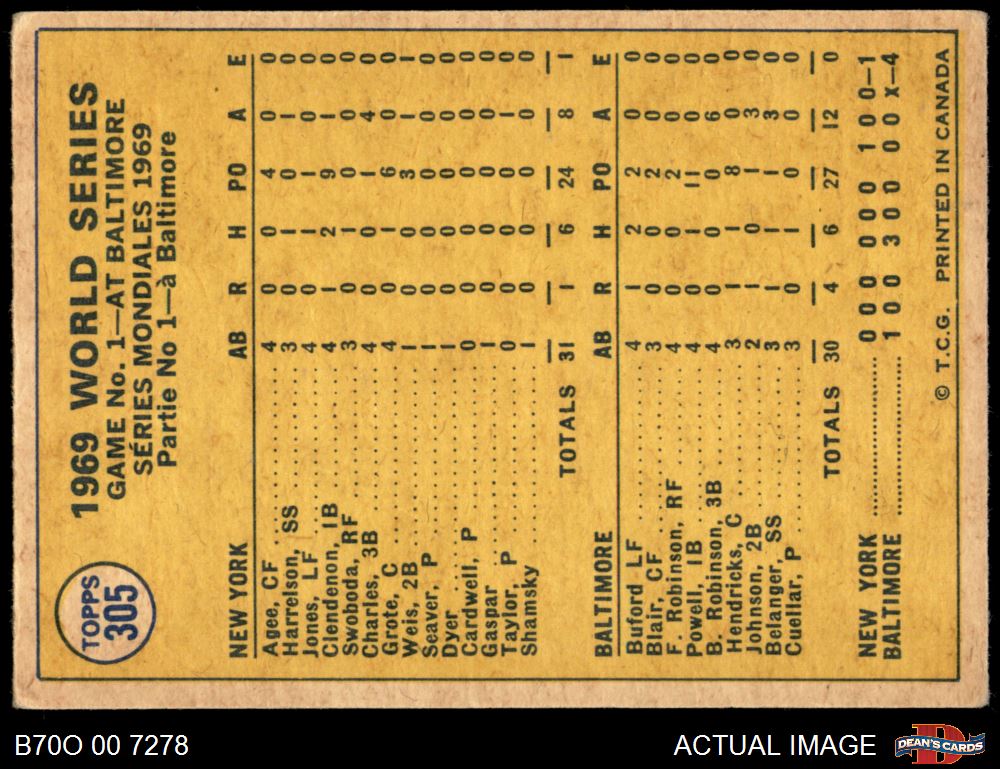 TOPPS
305
1969 WORLD SERIES
GAME No. 1—AT BALTIMORE
SÉRIES MONDIALES 1969
Partie No 1—à Baltimore
NEW YORK AB R H PO A E
Agee, CF 4 0 0 4 0 0
Harrelson, SS 3 0 1 0 1 0
Jones, LF 4 0 1 1 0 0
Clendenon, 1B 4 1 2 9 1 0
Swoboda, RF 3 0 1 0 0 0
Charles, 3B 4 0 0 1 4 0
Grote, C 4 0 1 6 0 0
Weis, 2B 1 0 0 3 1 1
Seaver, P 1 0 0 0 0 0
Dyer 1 0 0 0 0 0
Cardwell, P 0 0 0 0 0 0
Gaspar 1 0 0 0 0 0
Taylor, P 0 0 0 0 1 0
Shamsky 1 0 0 0 0 0
TOTALS 31 1 6 24 8 1
BALTIMORE AB R H PO A E
Buford LF 4 1 2 2 0 0
Blair, CF 3 0 0 2 0 0
F. Robinson, RF 4 0 0 2 0 0
Powell, 1B 4 0 1 11 0 0
B. Robinson, 3B 4 0 1 0 6 0
Hendricks, C 3 1 1 8 0 0
Johnson, 2B 2 1 0 1 3 0
Belanger, SS 3 1 1 1 3 0
Cuellar, P 3 0 1 0 0 0
TOTALS 30 4 6 27 12 0
NEW YORK 000 000 100—1
BALTIMORE 100 300 00x—4
© T.C.G. PRINTED IN CANADA
B70O 00 7278
ACTUAL IMAGE
D
DEAN'S CARDS